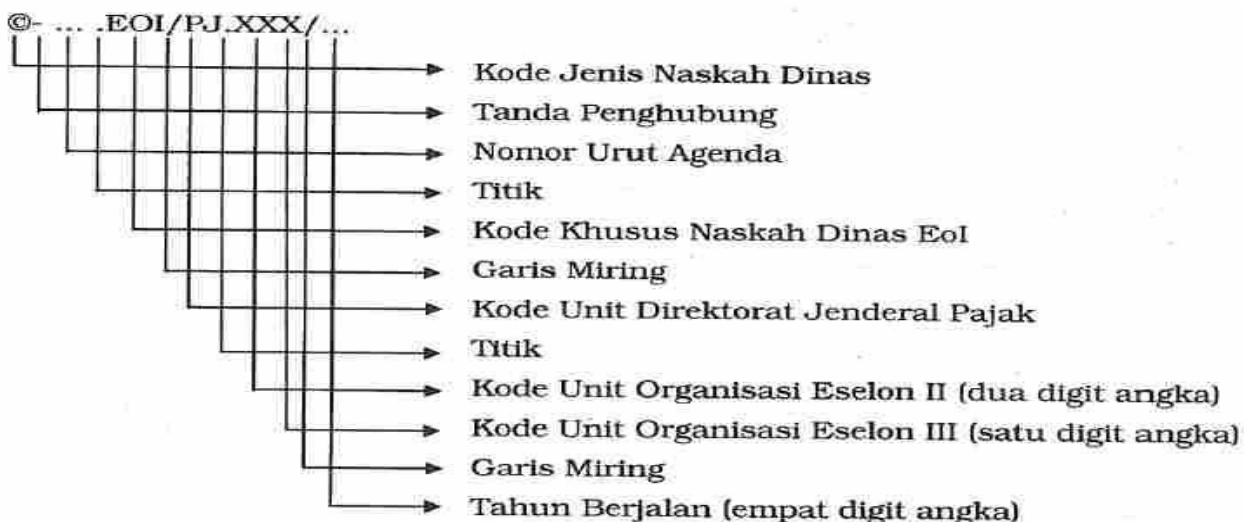 ©- ... .EOI/PJ.XXX/...
Kode Jenis Naskah Dinas
Tanda Penghubung
Nomor Urut Agenda
Titik
Kode Khusus Naskah Dinas EoI
Garis Miring
Kode Unit Direktorat Jenderal Pajak
Titik
Kode Unit Organisasi Eselon II (dua digit angka)
Kode Unit Organisasi Eselon III (satu digit angka)
Garis Miring
Tahun Berjalan (empat digit angka)